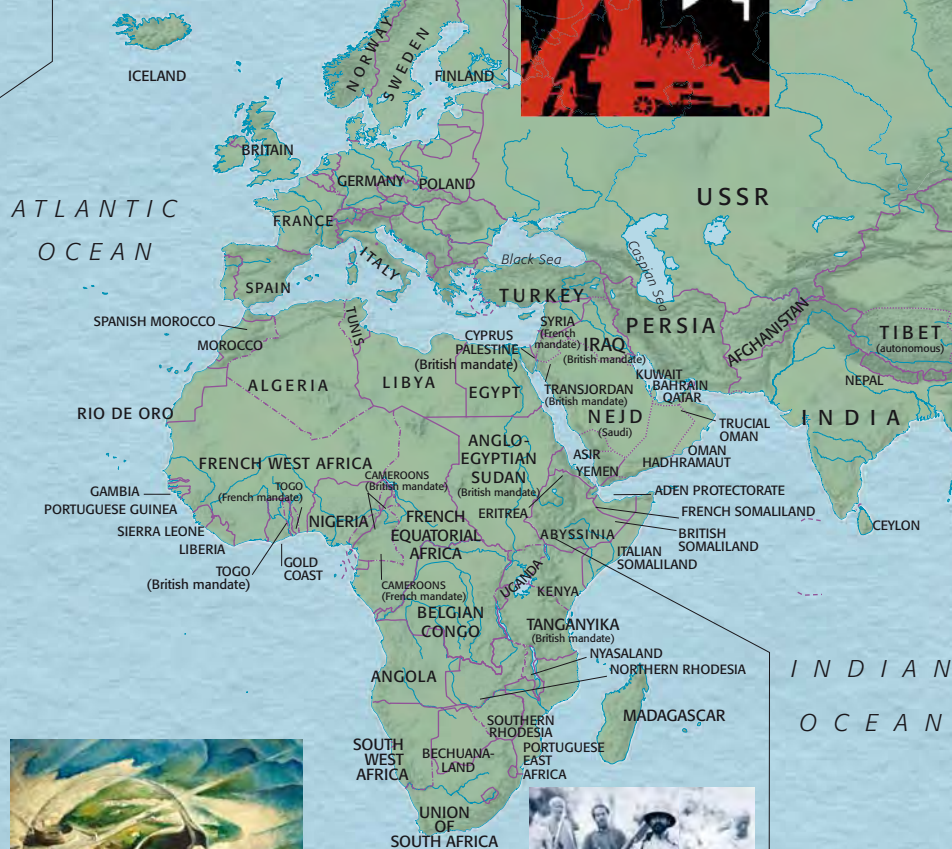 ICELAND
NORWAY
SWEDEN
FINLAND
BRITAIN
GERMANY
POLAND
FRANCE
ITALY
SPAIN
USSR
ATLANTIC
OCEAN
Black Sea
Caspian Sea
TURKEY
SPANISH MOROCCO
MOROCCO
TUNIS
CYPRUS
PALESTINE
(British mandate)
SYRIA
(French
mandate)
IRAQ
(British mandate)
PERSIA
AFGHANISTAN
TIBET
(autonomous)
NEPAL
INDIA
ALGERIA
LIBYA
EGYPT
TRANSJORDAN
(British mandate)
NEJD
(Saudi)
KUWAIT
BAHRAIN
QATAR
TRUCIAL
OMAN
OMAN
HADHRAMAUT
ASIR
YEMEN
RIO DE ORO
FRENCH WEST AFRICA
ANGLO-
EGYPTIAN
SUDAN
(British mandate)
ADEN PROTECTORATE
FRENCH SOMALILAND
BRITISH
SOMALILAND
ITALIAN
SOMALILAND
ERITREA
ABYSSINIA
CEYLON
GAMBIA
PORTUGUESE GUINEA
SIERRA LEONE
LIBERIA
TOGO
(French mandate)
TOGO
(British mandate)
GOLD
COAST
NIGERIA
CAMEROONS
(British mandate)
FRENCH
EQUATORIAL
AFRICA
CAMEROONS
(French mandate)
UGANDA
KENYA
BELGIAN
CONGO
TANGANYIKA
(British mandate)
NYASALAND
NORTHERN RHODESIA
ANGOLA
MADAGASCAR
INDIAN
OCEAN
SOUTHERN
RHODESIA
PORTUGUESE
EAST
AFRICA
SOUTH
WEST
AFRICA
BECHUANA-
LAND
UNION
OF
SOUTH AFRICA